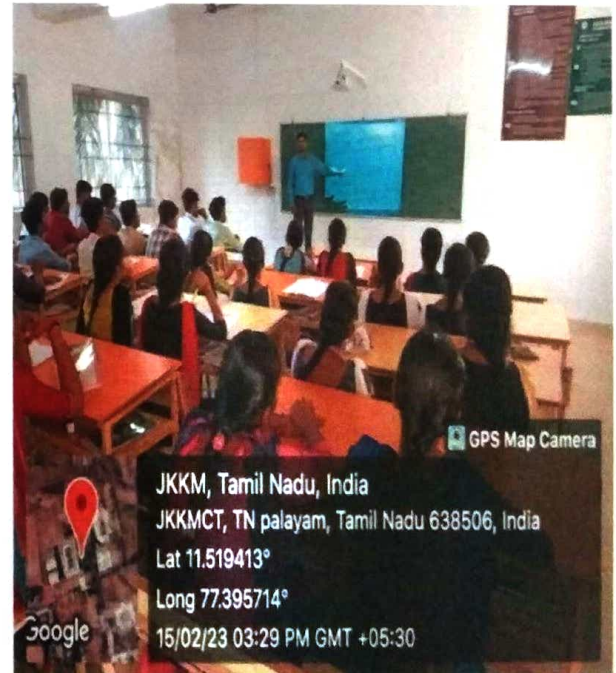 GPS Map Camera
JKKM, Tamil Nadu, India
JKKMCT, TN palayam, Tamil Nadu 638506, India
Lat 11.519413°
Long 77.395714°
15/02/23 03:29 PM GMT +05:30
Google